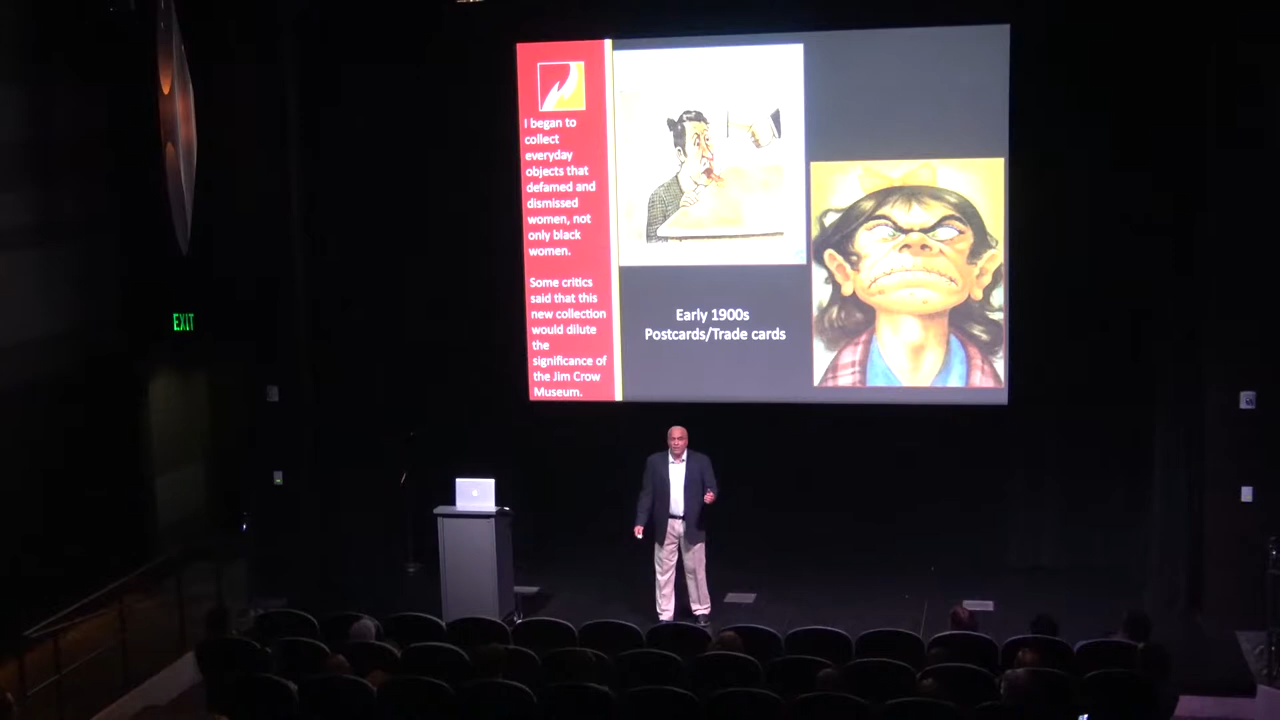 I began to
collect
everyday
objects that
defamed and
dismissed
women, not
only black
women.
Some critics
said that this
new collection
would dilute
the
significance of
the Jim Crow
Museum.
Early 1900s
Postcards/Trade cards
EXIT